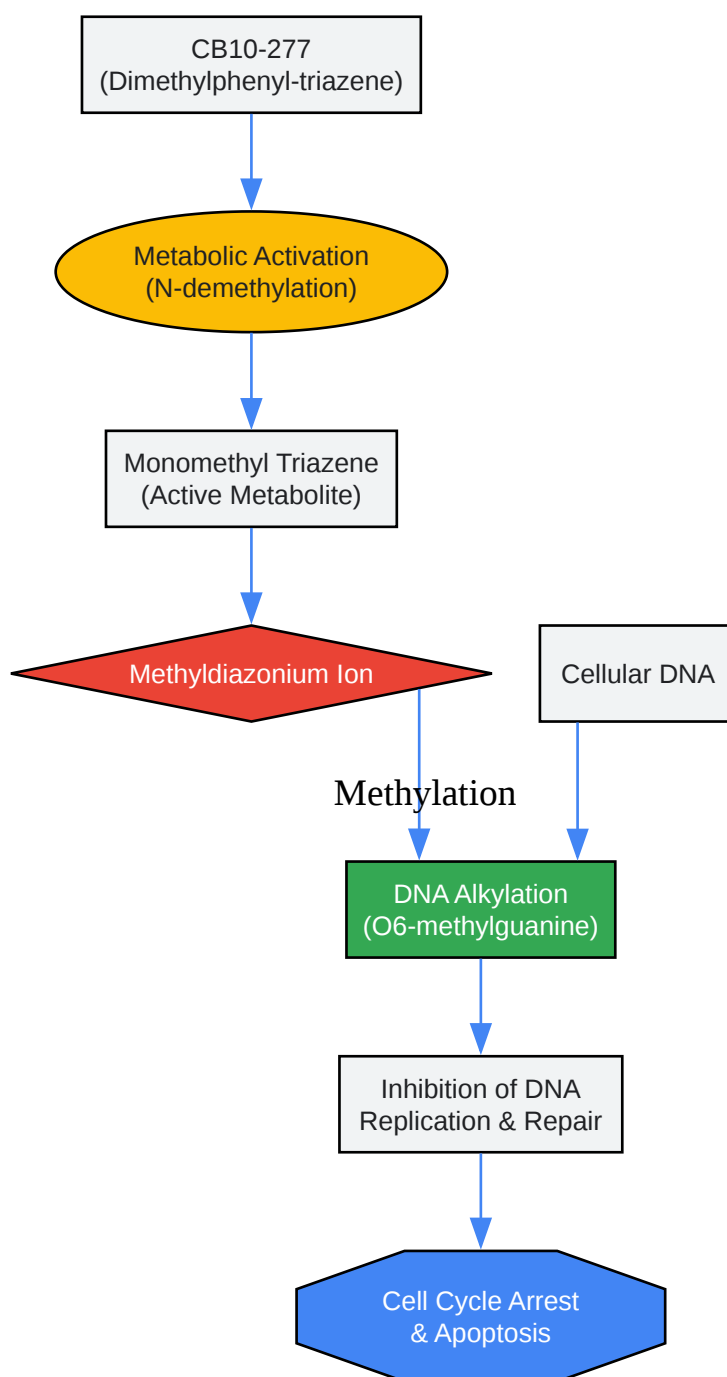 CB10-277
(Dimethylphenyl-triazene)
Metabolic Activation
(N-demethylation)
Monomethyl Triazene
(Active Metabolite)
Methyldiazonium Ion
Cellular DNA
Methylation
DNA Alkylation
(O6-methylguanine)
Inhibition of DNA
Replication & Repair
Cell Cycle Arrest
& Apoptosis